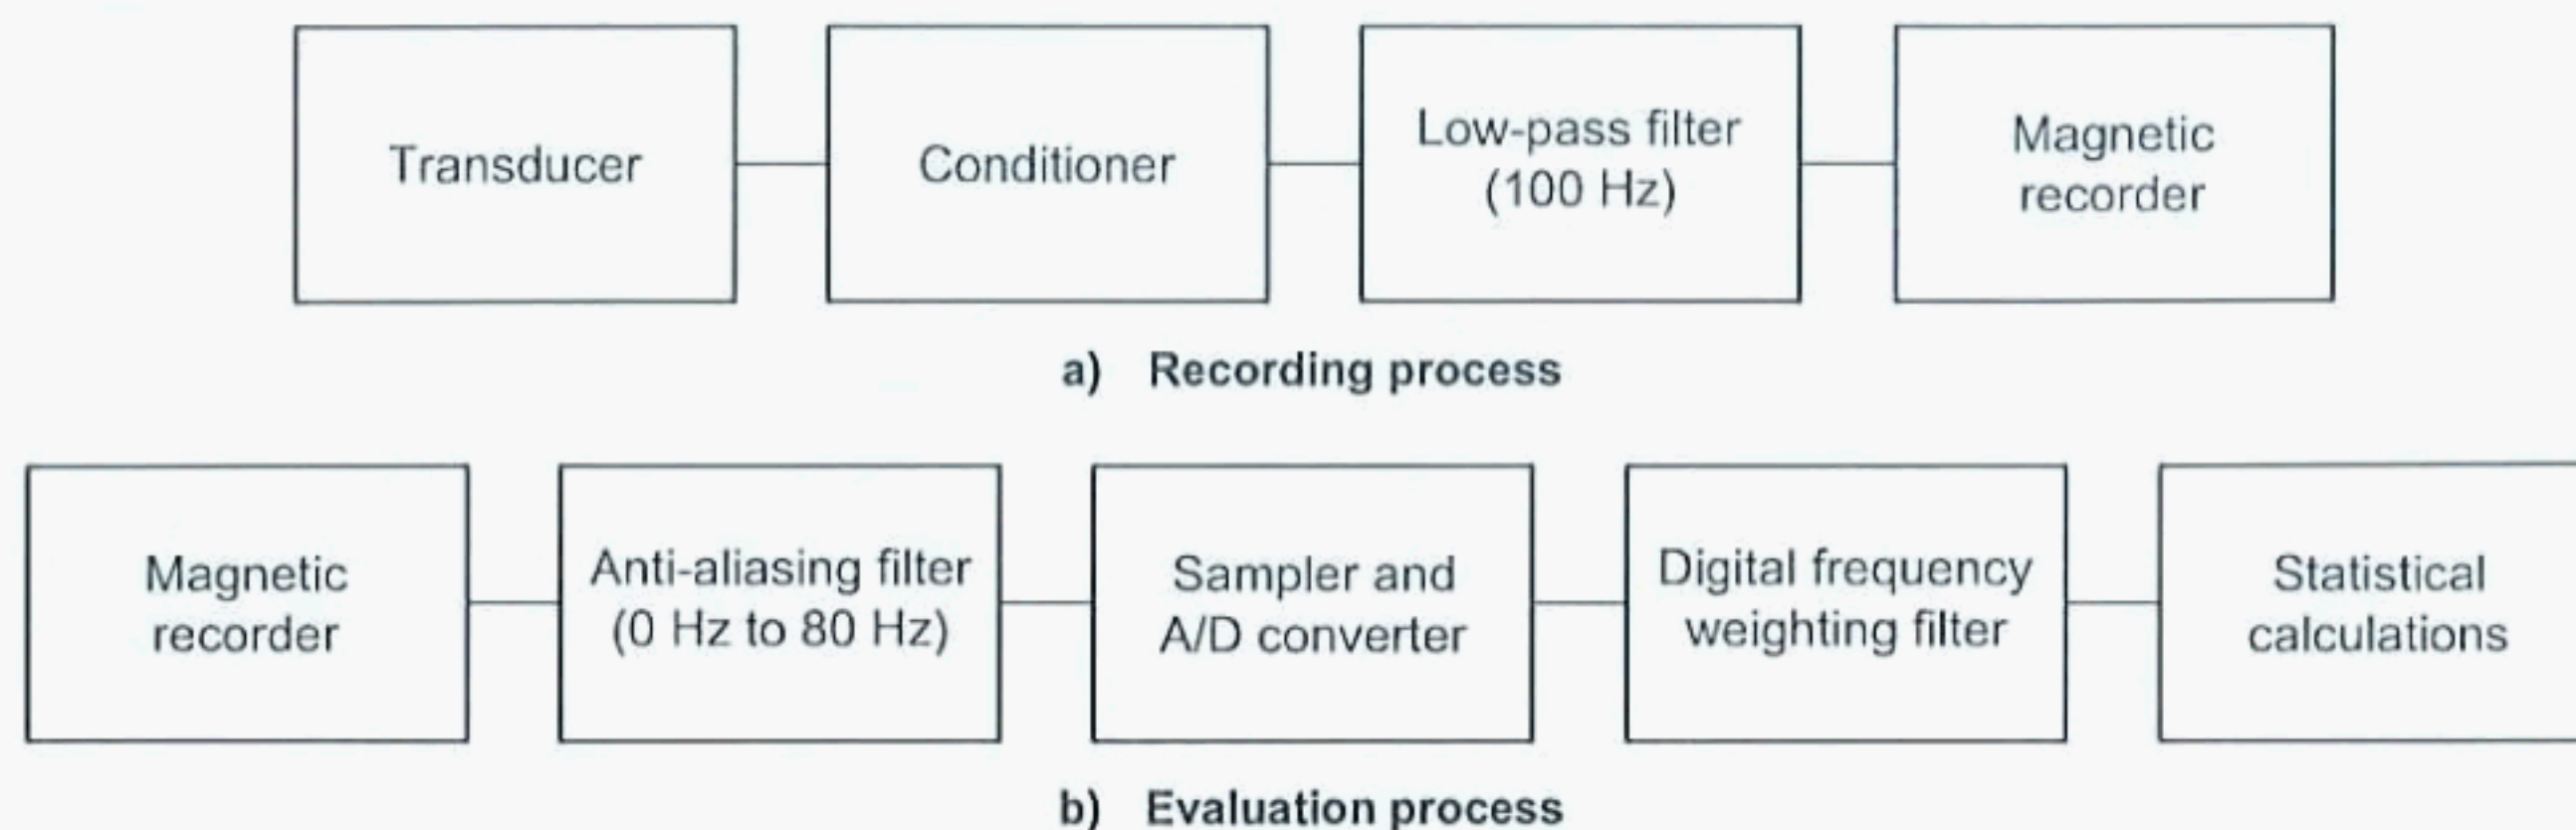 Transducer
Conditioner
Low-pass filter
(100 Hz)
Magnetic
recorder
a) Recording process
Magnetic
recorder
Anti-aliasing filter
(0 Hz to 80 Hz)
Sampler and
A/D converter
Digital frequency
weighting filter
Statistical
calculations
b) Evaluation process